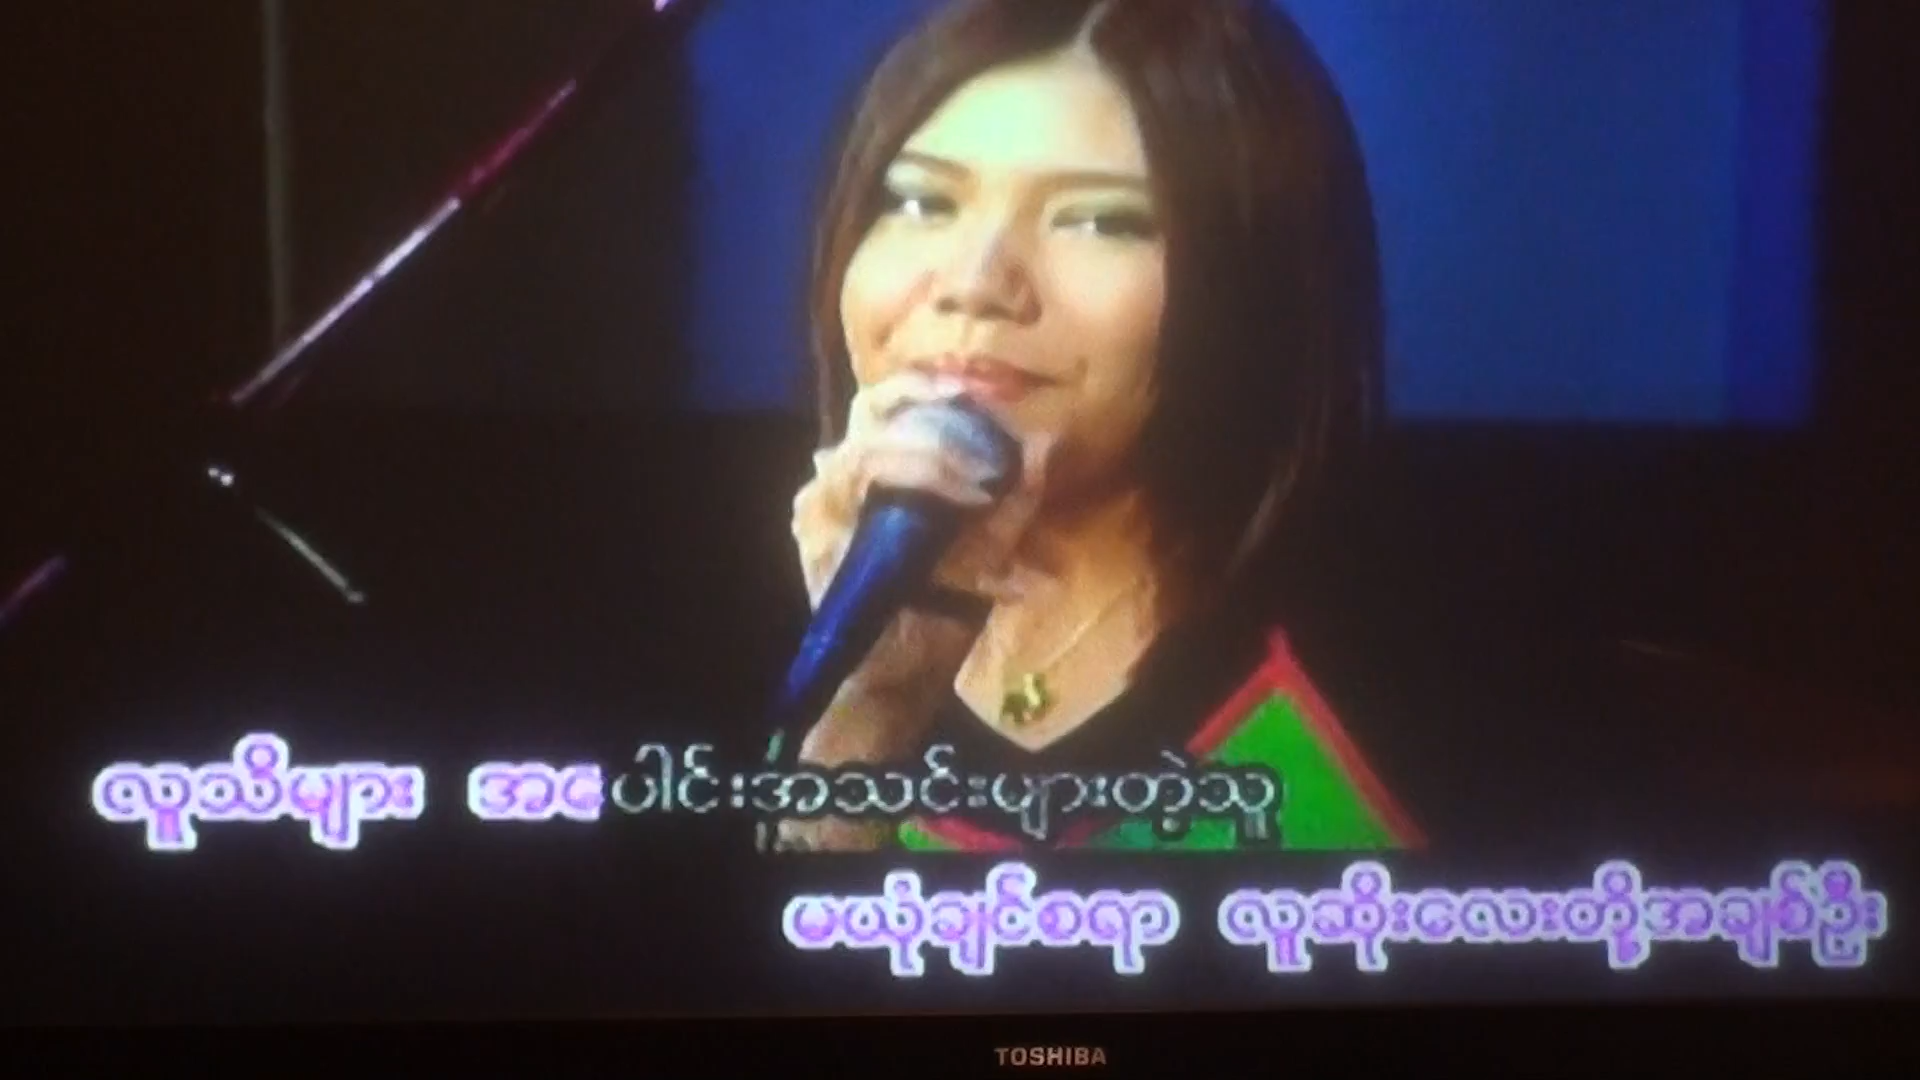 လူသိများ အပေါင်းအသင်းများတဲ့သူ
မယုံချင်စရာ လူဆိုးလေးတို့အချစ်ဦး
TOSHIBA